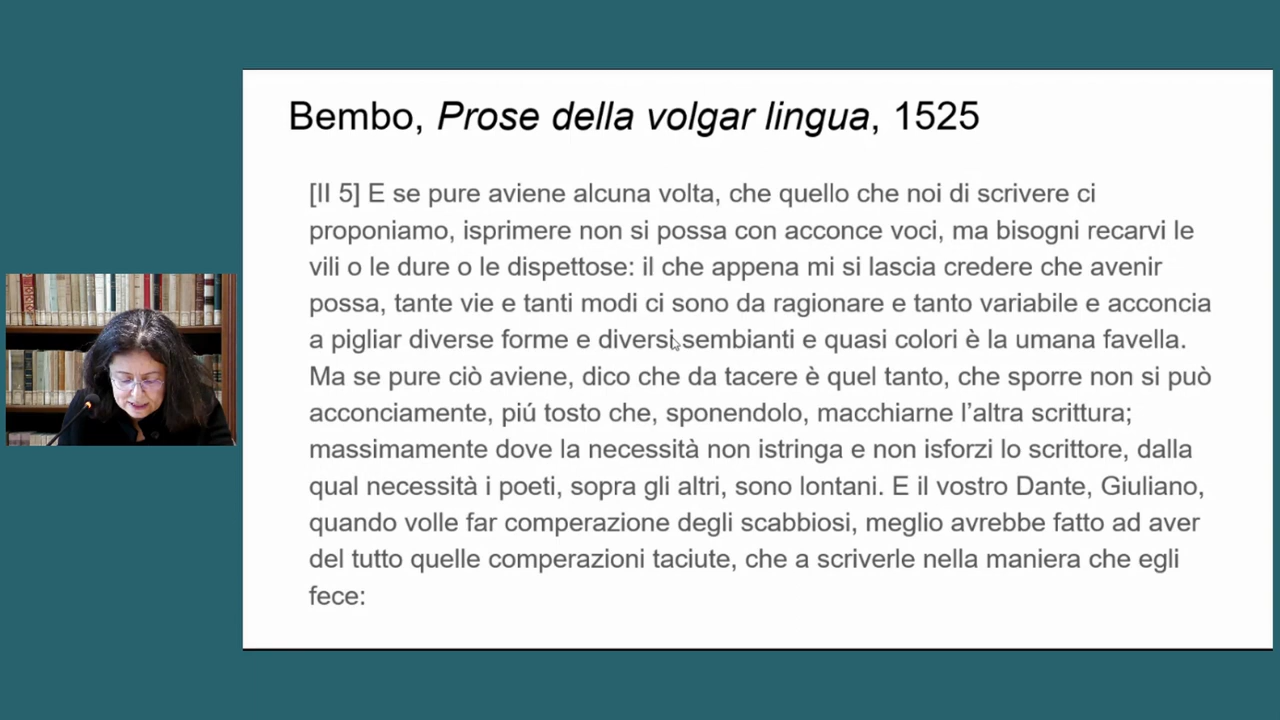 Bembo, Prose della volgar lingua, 1525
[II 5] E se pure aviene alcuna volta, che quello che noi di scrivere ci
proponiamo, isprimere non si possa con acconce voci, ma bisogni recarvi le
vili o le dure o le dispettose: il che appena mi si lascia credere che avenir
possa, tante vie e tanti modi ci sono da ragionare e tanto variabile e acconcia
a pigliar diverse forme e diversi sembianti e quasi colori è la umana favella.
Ma se pure ciò aviene, dico che da tacere è quel tanto, che sporre non si può
acconciamente, piú tosto che, sponendolo, macchiarne l’altra scrittura;
massimamente dove la necessità non istringa e non isforzi lo scrittore, dalla
qual necessità i poeti, sopra gli altri, sono lontani. E il vostro Dante, Giuliano,
quando volle far comperazione degli scabbiosi, meglio avrebbe fatto ad aver
del tutto quelle comperazioni taciute, che a scriverle nella maniera che egli
fece: